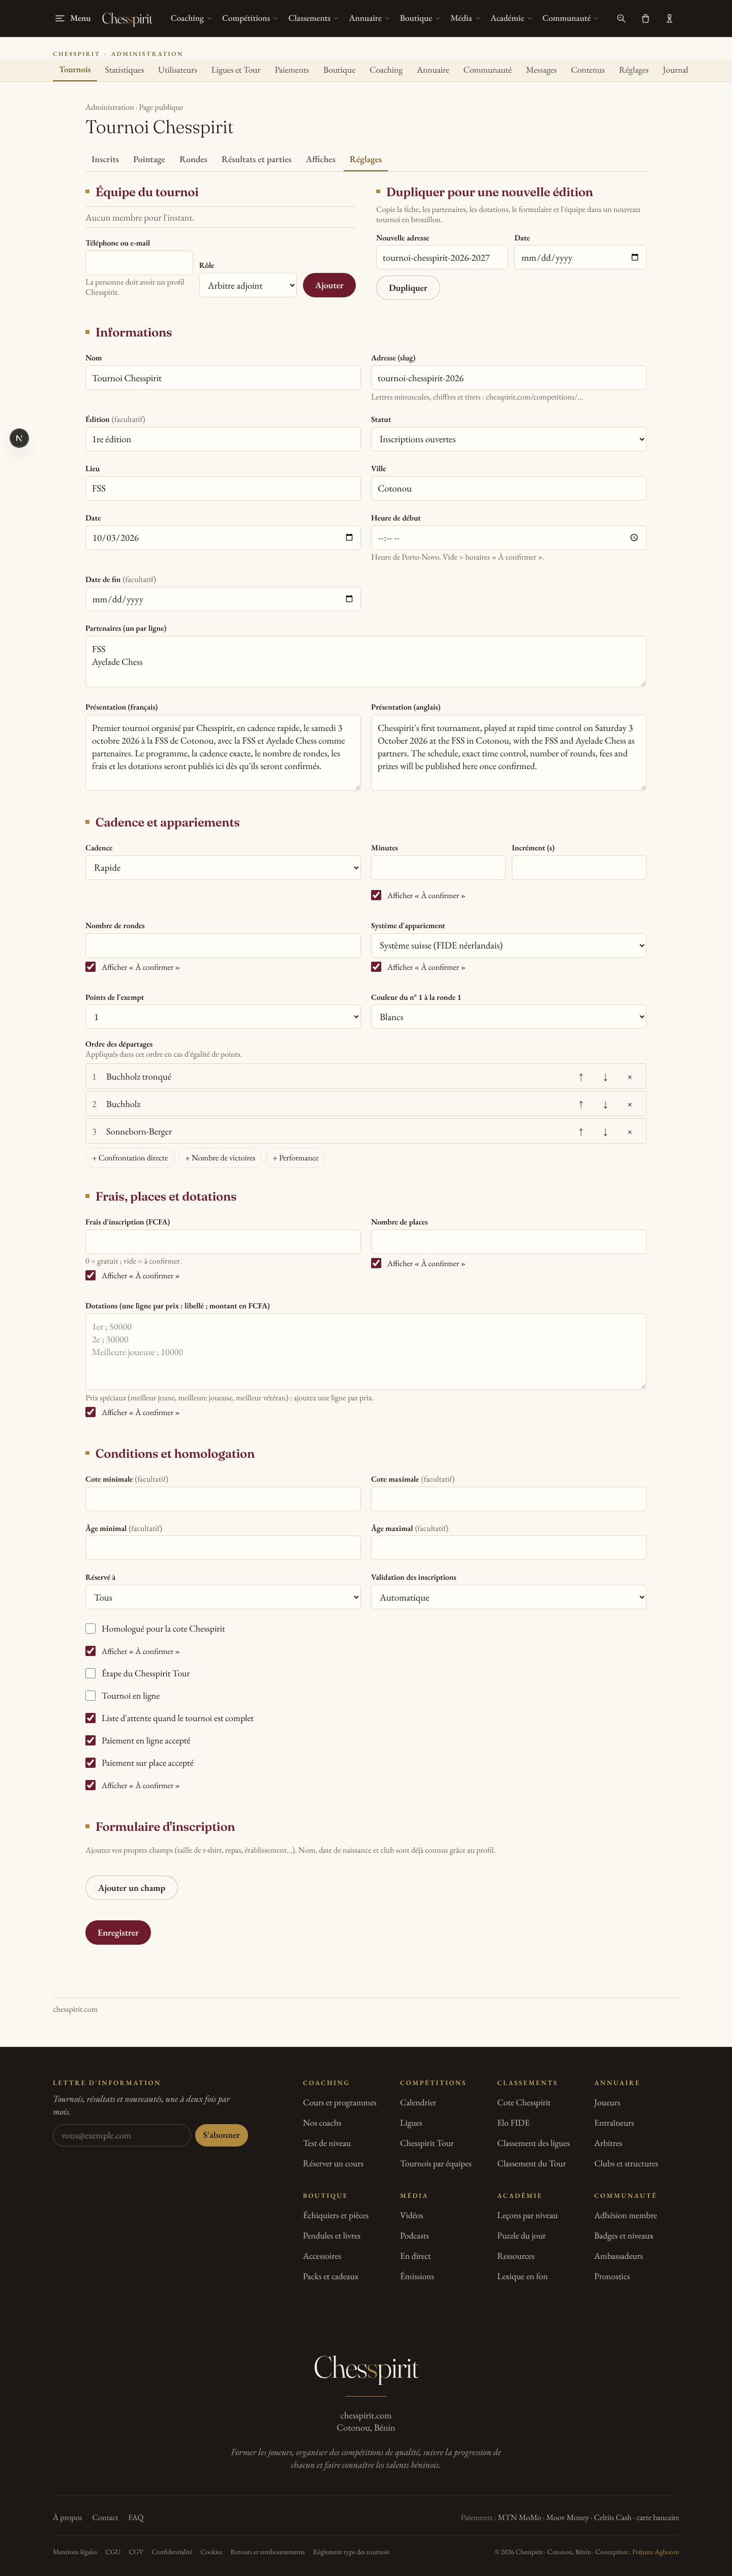 Menu
Chesspirit
Coaching
Compétitions
Classements
Annuaire
Boutique
Média
Académie
Communauté
CHESSPIRIT · ADMINISTRATION
Tournois
Statistiques
Utilisateurs
Ligues et Tour
Paiements
Boutique
Coaching
Annuaire
Communauté
Messages
Contenus
Réglages
Journal
Administration · Page publique
Tournoi Chesspirit
Inscrits
Pointage
Rondes
Résultats et parties
Affiches
Réglages
Équipe du tournoi
Aucun membre pour l'instant.
Téléphone ou e-mail
La personne doit avoir un profil
Chesspirit.
Rôle
Arbitre adjoint
Ajouter
Dupliquer pour une nouvelle édition
Copie la fiche, les partenaires, les dotations, le formulaire et l'équipe dans un nouveau
tournoi en brouillon.
Nouvelle adresse
tournoi-chesspirit-2026-2027
Date
mm/dd/yyyy
Dupliquer
Informations
Nom
Tournoi Chesspirit
Adresse (slug)
tournoi-chesspirit-2026
Lettres minuscules, chiffres et tirets : chesspirit.com/competitions/...
Édition (facultatif)
1re édition
Statut
Inscriptions ouvertes
Lieu
FSS
Ville
Cotonou
Date
10/03/2026
Heure de début
--:-- --
Heure de Porto-Novo. Vide = horaires « À confirmer ».
Date de fin (facultatif)
mm/dd/yyyy
Partenaires (un par ligne)
FSS
Ayelade Chess
Présentation (français)
Premier tournoi organisé par Chesspirit, en cadence rapide, le samedi 3
octobre 2026 à la FSS de Cotonou, avec la FSS et Ayelade Chess comme
partenaires. Le programme, la cadence exacte, le nombre de rondes, les
frais et les dotations seront publiés ici dès qu'ils seront confirmés.
Présentation (anglais)
Chesspirit's first tournament, played at rapid time control on Saturday 3
October 2026 at the FSS in Cotonou, with the FSS and Ayelade Chess as
partners. The schedule, exact time control, number of rounds, fees and
prizes will be published here once confirmed.
Cadence et appariements
Cadence
Rapide
Minutes
Incrément (s)
Afficher « À confirmer »
Nombre de rondes
Afficher « À confirmer »
Système d'appariement
Système suisse (FIDE néerlandais)
Afficher « À confirmer »
Points de l'exempt
1
Couleur du n° 1 à la ronde 1
Blancs
Ordre des départages
Appliqués dans cet ordre en cas d'égalité de points.
1 Buchholz tronqué ↑ ↓ ×
2 Buchholz ↑ ↓ ×
3 Sonneborn-Berger ↑ ↓ ×
+ Confrontation directe
+ Nombre de victoires
+ Performance
Frais, places et dotations
Frais d'inscription (FCFA)
0 = gratuit ; vide = à confirmer.
Afficher « À confirmer »
Nombre de places
Afficher « À confirmer »
Dotations (une ligne par prix : libellé ; montant en FCFA)
1er ; 50000
2e ; 30000
Meilleure joueuse ; 10000
Prix spéciaux (meilleur jeune, meilleure joueuse, meilleur vétéran) : ajoutez une ligne par prix.
Afficher « À confirmer »
Conditions et homologation
Cote minimale (facultatif)
Cote maximale (facultatif)
Âge minimal (facultatif)
Âge maximal (facultatif)
Réservé à
Tous
Validation des inscriptions
Automatique
Homologué pour la cote Chesspirit
Afficher « À confirmer »
Étape du Chesspirit Tour
Tournoi en ligne
Liste d'attente quand le tournoi est complet
Paiement en ligne accepté
Paiement sur place accepté
Afficher « À confirmer »
Formulaire d'inscription
Ajoutez vos propres champs (taille de t-shirt, repas, établissement...). Nom, date de naissance et club sont déjà connus grâce au profil.
Ajouter un champ
Enregistrer
chesspirit.com
LETTRE D'INFORMATION
Tournois, résultats et nouveautés, une à deux fois par
mois.
vous@exemple.com
S'abonner
COACHING
Cours et programmes
Nos coachs
Test de niveau
Réserver un cours
COMPÉTITIONS
Calendrier
Ligues
Chesspirit Tour
Tournois par équipes
CLASSEMENTS
Cote Chesspirit
Elo FIDE
Classement des ligues
Classement du Tour
ANNUAIRE
Joueurs
Entraîneurs
Arbitres
Clubs et structures
BOUTIQUE
Échiquiers et pièces
Pendules et livres
Accessoires
Packs et cadeaux
MÉDIA
Vidéos
Podcasts
En direct
Émissions
ACADÉMIE
Leçons par niveau
Puzzle du jour
Ressources
Lexique en fon
COMMUNAUTÉ
Adhésion membre
Badges et niveaux
Ambassadeurs
Pronostics
Chesspirit
chesspirit.com
Cotonou, Bénin
Former les joueurs, organiser des compétitions de qualité, suivre la progression de
chacun et faire connaître les talents béninois.
À propos
Contact
FAQ
Paiements : MTN MoMo · Moov Money · Celtiis Cash · carte bancaire
Mentions légales
CGU
CGV
Confidentialité
Cookies
Retours et remboursements
Règlement type des tournois
© 2026 Chesspirit · Cotonou, Bénin · Conception : Fréjuste Agboton